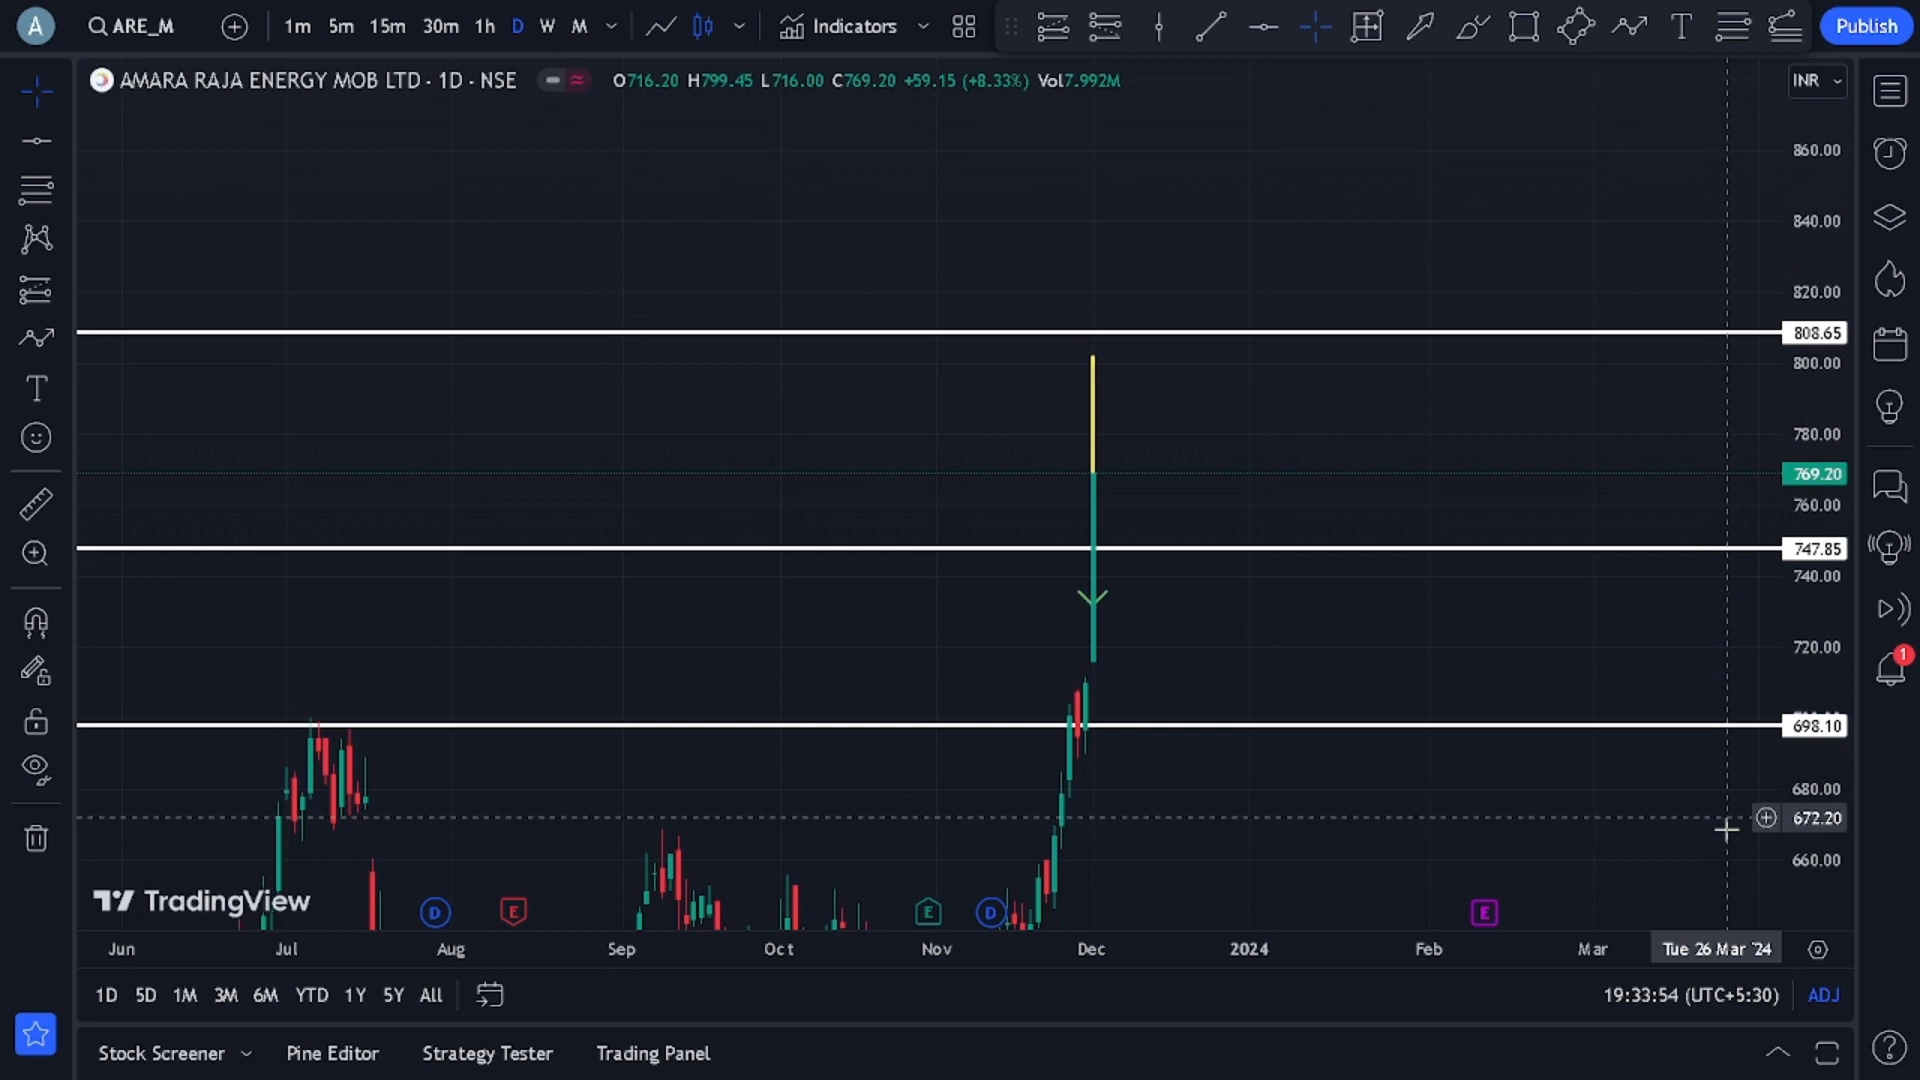 A ARE_M 1m 5m 15m 30m 1h D W M Indicators T Publish
AMARA RAJA ENERGY MOB LTD · 1D · NSE O716.20 H799.45 L716.00 C769.20 +59.15 (+8.33%) Vol7.992M INR
860.00
840.00
820.00
808.65
800.00
780.00
769.20
760.00
747.85
740.00
720.00
698.10
680.00
672.20
660.00
1
TradingView
D E E D E
Jun Jul Aug Sep Oct Nov Dec 2024 Feb Mar Tue 26 Mar '24
1D 5D 1M 3M 6M YTD 1Y 5Y All 19:33:54 (UTC+5:30) ADJ
Stock Screener Pine Editor Strategy Tester Trading Panel